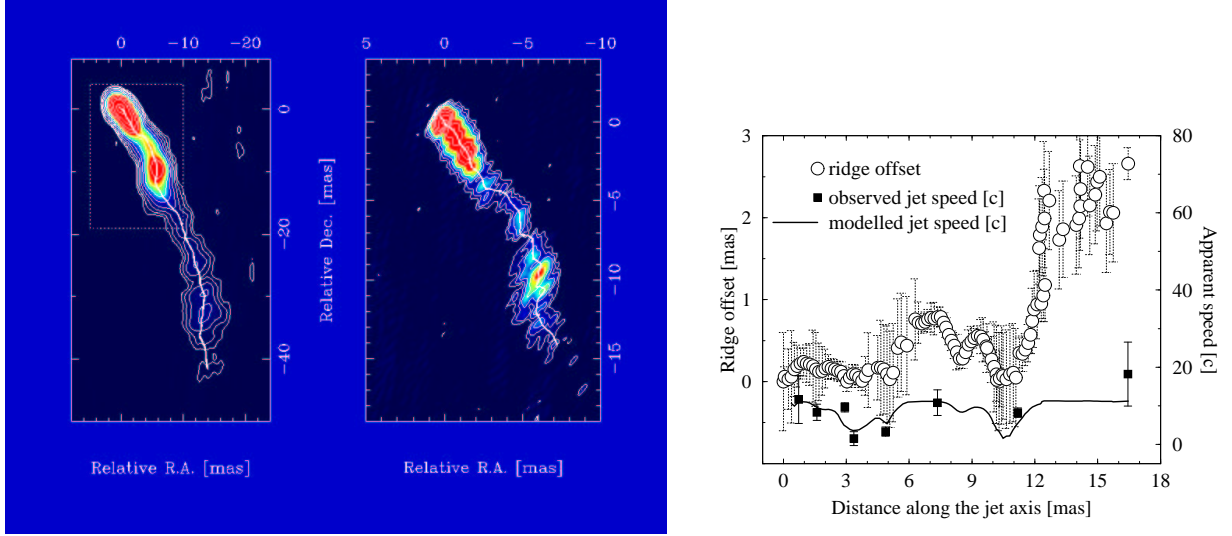 0 −10 −20
0
−20
−40
Relative R.A. [mas]
5 0 −5 −10
0
−5
−10
−15
Relative Dec. [mas]
Relative R.A. [mas]
3
2
1
0
Ridge offset [mas]
ridge offset
observed jet speed [c]
modelled jet speed [c]
80
60
40
20
0
Apparent speed [c]
0 3 6 9 12 15 18
Distance along the jet axis [mas]